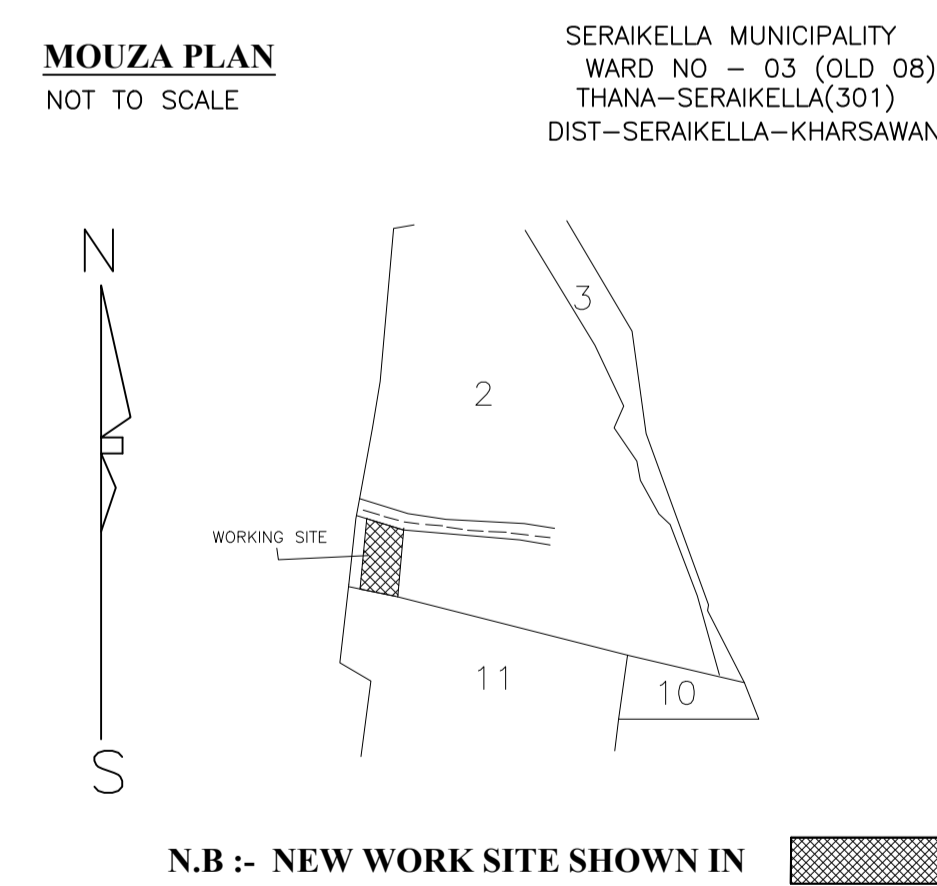 MOUZA PLAN
NOT TO SCALE
SERAIKELLA MUNICIPALITY
WARD NO – 03 (OLD 08)
THANA–SERAIKELLA(301)
DIST–SERAIKELLA–KHARSAWAN
N
3
2
WORKING SITE
11
10
S
N.B :- NEW WORK SITE SHOWN IN